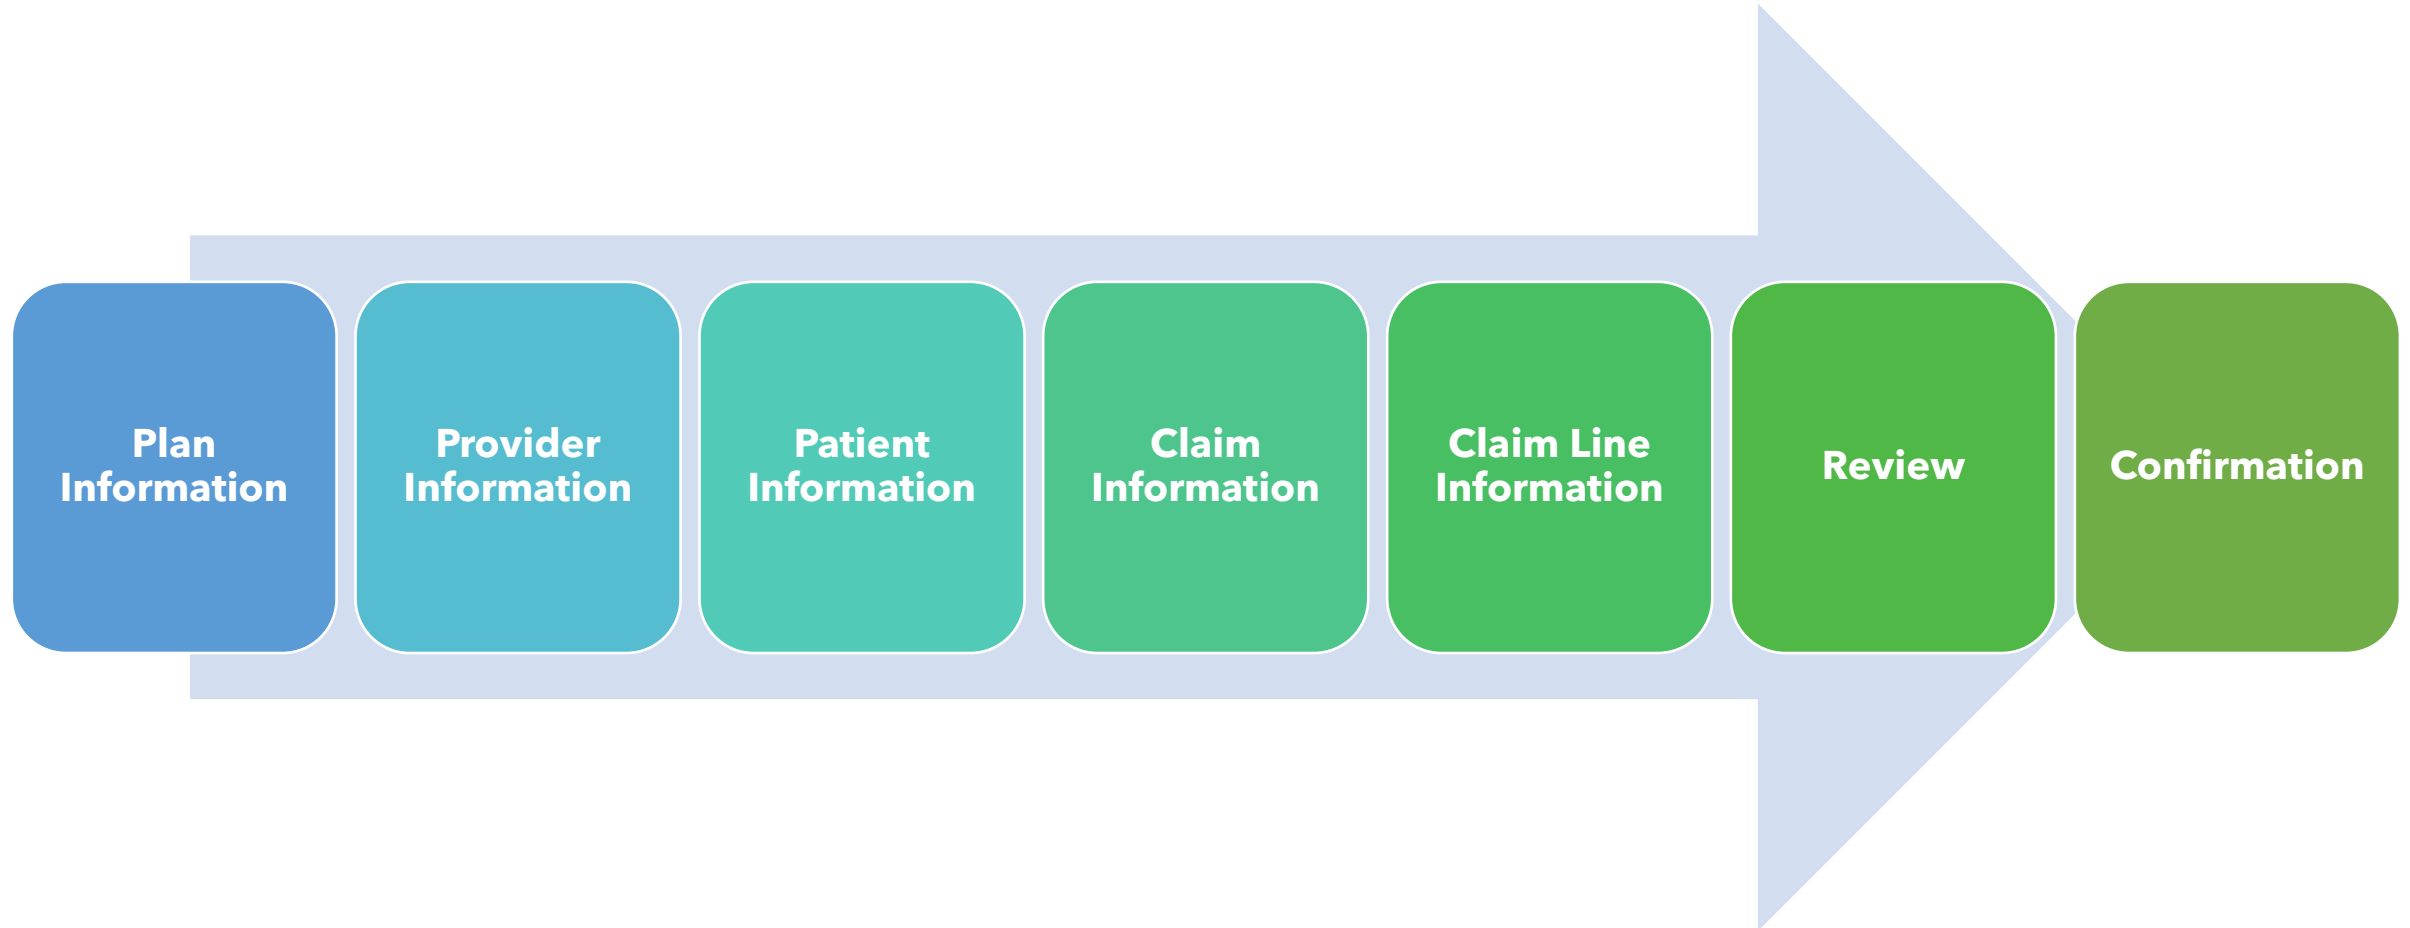 Plan
Information
Provider
Information
Patient
Information
Claim
Information
Claim Line
Information
Review
Confirmation